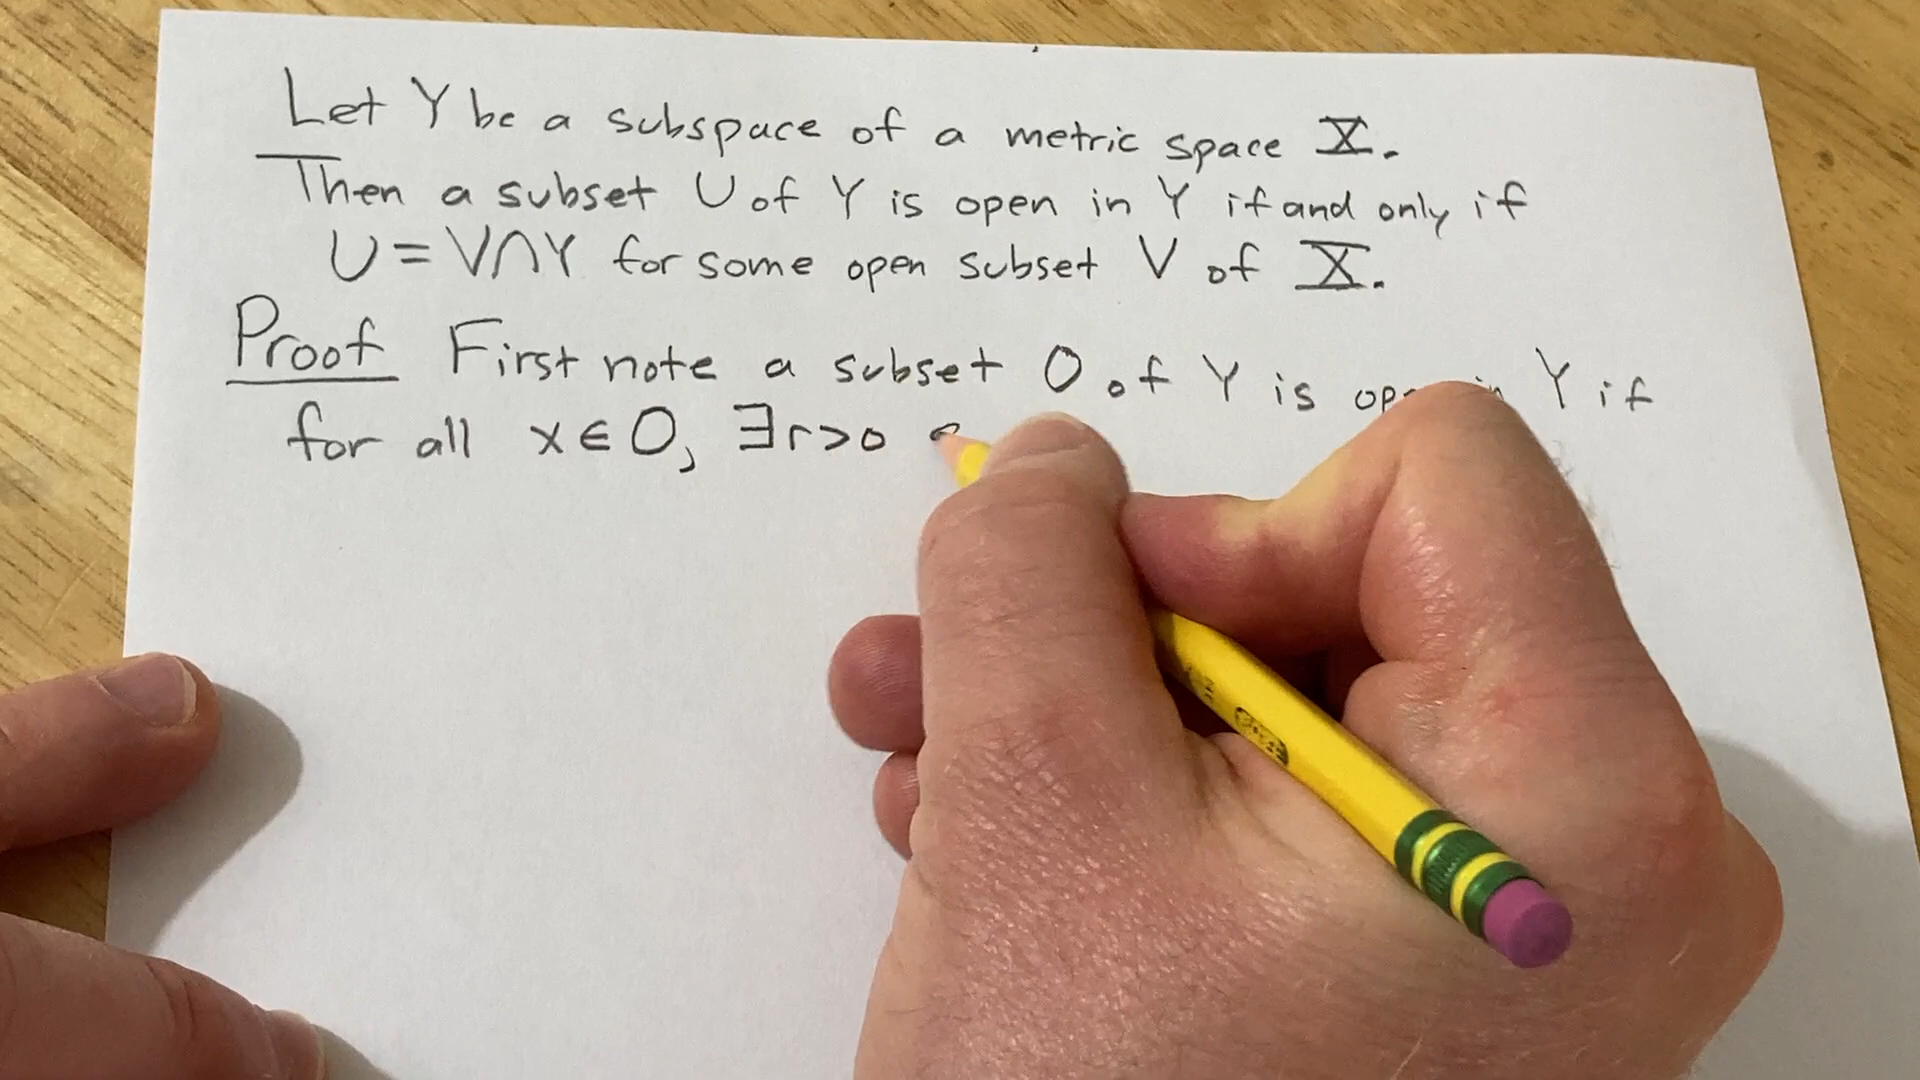 Let Y be a subspace of a metric space X.
Then a subset U of Y is open in Y if and only if
U = V∩Y for some open subset V of X.
Proof First note a subset O of Y is in Y if
for all x ∈ O, ∃r>0